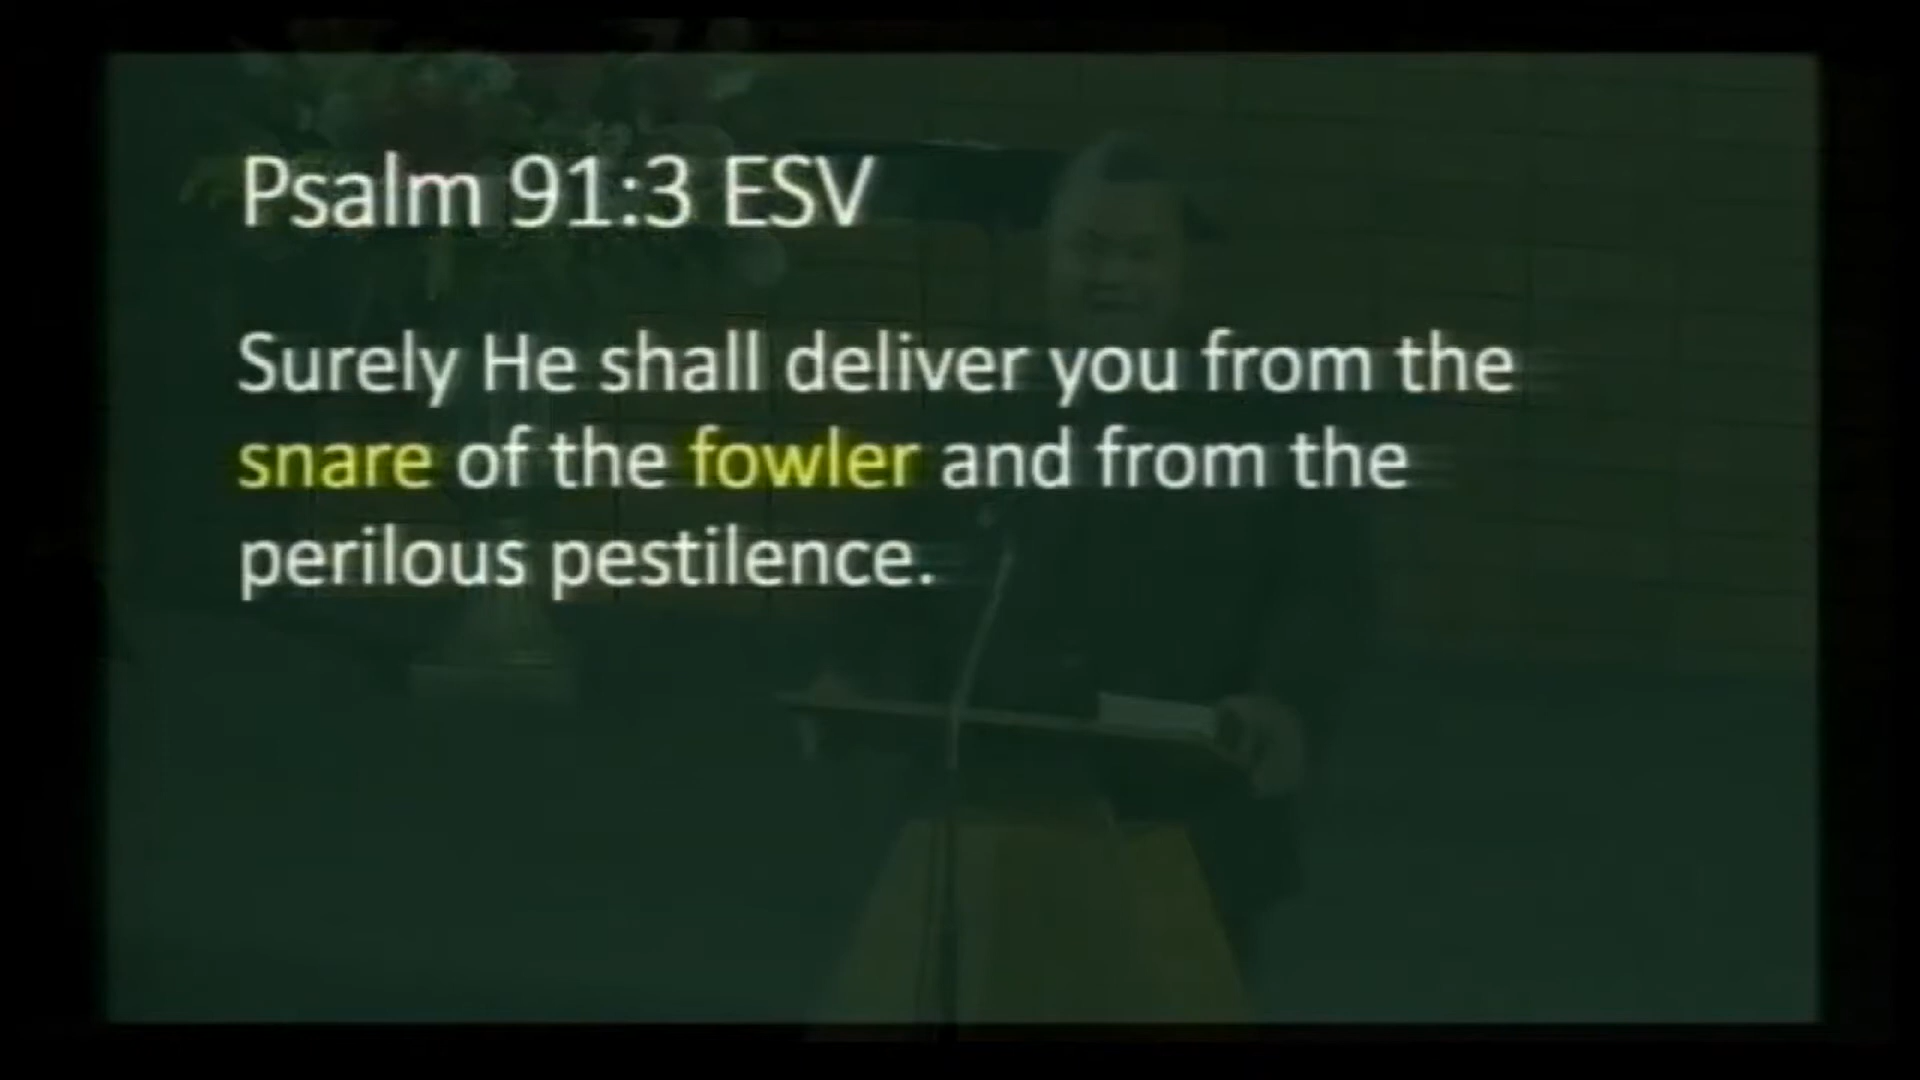 Psalm 91:3 ESV
Surely He shall deliver you from the
snare of the fowler and from the
perilous pestilence.